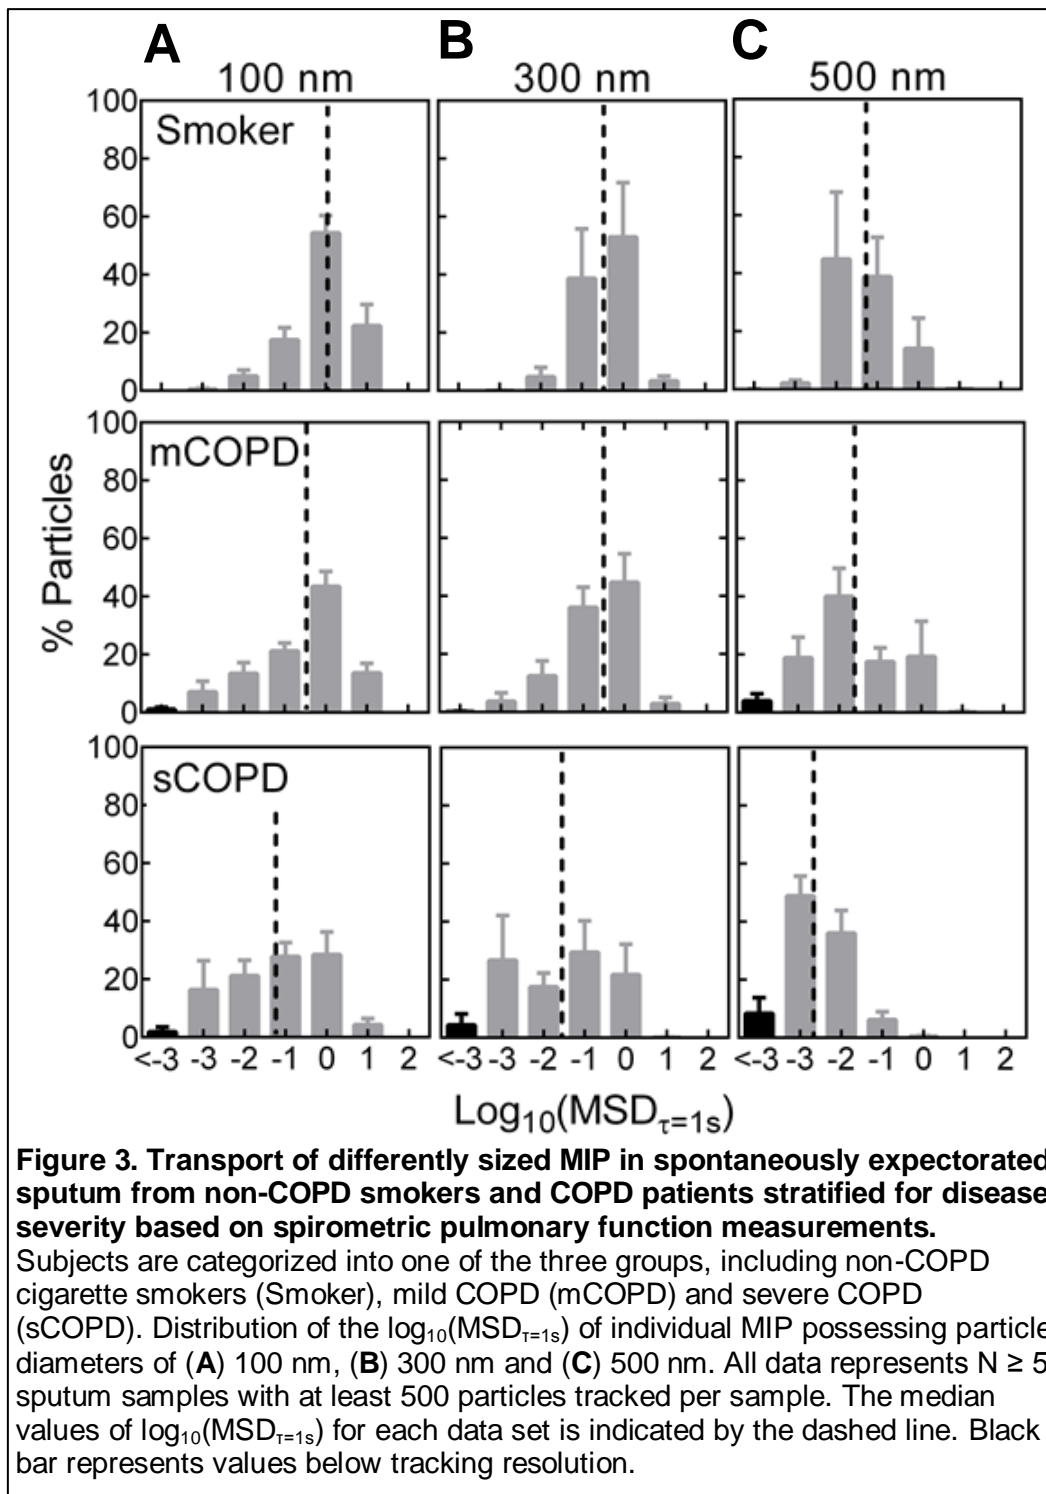 A B C
100 nm 300 nm 500 nm
100
Smoker
80
60
40
20
0
100
mCOPD
80
60
40
20
0
100
sCOPD
80
60
40
20
0
% Particles
<-3 -3 -2 -1 0 1 2 <-3 -3 -2 -1 0 1 2 <-3 -3 -2 -1 0 1 2
Log10(MSDτ=1s)
Figure 3. Transport of differently sized MIP in spontaneously expectorated
sputum from non-COPD smokers and COPD patients stratified for disease
severity based on spirometric pulmonary function measurements.
Subjects are categorized into one of the three groups, including non-COPD
cigarette smokers (Smoker), mild COPD (mCOPD) and severe COPD
(sCOPD). Distribution of the log10(MSDτ=1s) of individual MIP possessing particle
diameters of (A) 100 nm, (B) 300 nm and (C) 500 nm. All data represents N ≥ 5
sputum samples with at least 500 particles tracked per sample. The median
values of log10(MSDτ=1s) for each data set is indicated by the dashed line. Black
bar represents values below tracking resolution.